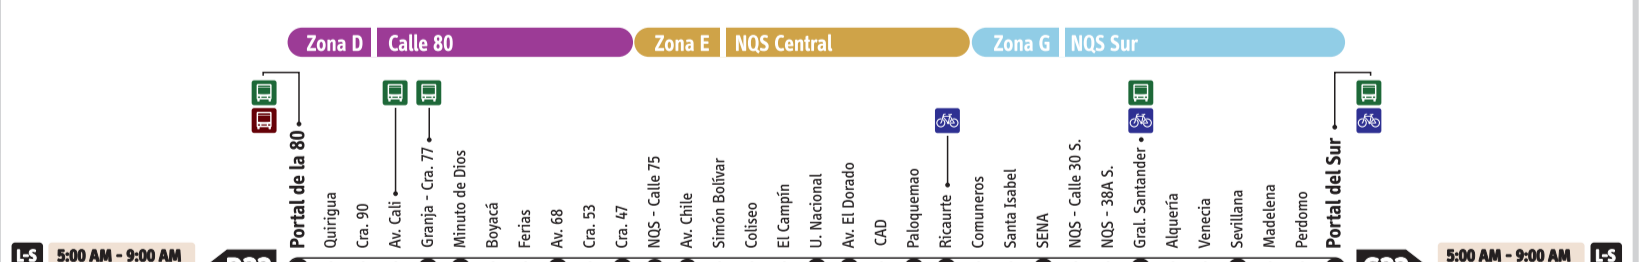 Zona D Calle 80 Zona E NQS Central Zona G NQS Sur
Portal de la 80
Quirigua
Cra. 90
Av. Cali
Granja - Cra. 77
Minuto de Dios
Boyacá
Ferias
Av. 68
Cra. 53
Cra. 47
NQS - Calle 75
Av. Chile
Simón Bolívar
Coliseo
El Campín
U. Nacional
Av. El Dorado
CAD
Paloquemao
Ricaurte
Comuneros
Santa Isabel
SENA
NQS - Calle 30 S.
NQS - 38A S.
Gral. Santander
Alquería
Venecia
Sevillana
Madelena
Perdomo
Portal del Sur
L-S 5:00 AM - 9:00 AM
5:00 AM - 9:00 AM L-S